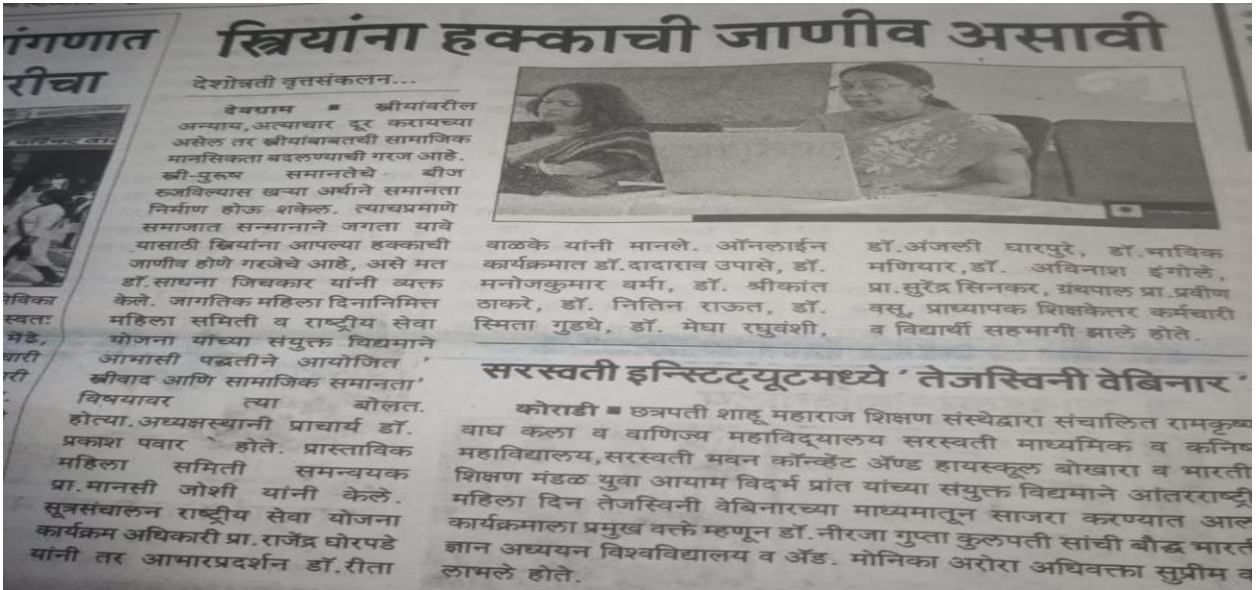 ांगणात
रीचा
स्त्रियांना हक्काची जाणीव असावी
देशोन्नती वृत्तसंकलन...
देवग्राम ■ स्त्रीयांवरील
अन्याय,अत्याचार दूर करायच्या
असेल तर स्त्रीयांबाबतची सामाजिक
मानसिकता बदलण्याची गरज आहे.
स्त्री-पुरूष समानतेचे बीज
रुजविल्यास खऱ्या अर्थाने समानता
निर्माण होऊ शकेल. त्याचप्रमाणे
समाजात सन्मानाने जगता यावे
यासाठी स्त्रियांना आपल्या हक्काची
जाणीव होणे गरजेचे आहे, असे मत
डॉ.साधना जिचकार यांनी व्यक्त
केले. जागतिक महिला दिनानिमित्त
महिला समिती व राष्ट्रीय सेवा
योजना यांच्या संयुक्त विद्यमाने
आभासी पद्धतीने आयोजित '
स्त्रीवाद आणि सामाजिक समानता'
विषयावर त्या बोलत.
होत्या.अध्यक्षस्थानी प्राचार्य डॉ.
प्रकाश पवार होते. प्रास्ताविक
महिला समिती समन्वयक
प्रा.मानसी जोशी यांनी केले.
सूत्रसंचालन राष्ट्रीय सेवा योजना
कार्यक्रम अधिकारी प्रा.राजेंद्र घोरपडे
यांनी तर आभारप्रदर्शन डॉ.रीता
वाळके यांनी मानले. ऑनलाईन
कार्यक्रमात डॉ.दादाराव उपासे, डॉ.
मनोजकुमार वर्मा, डॉ. श्रीकांत
ठाकरे, डॉ. नितिन राऊत, डॉ.
स्मिता गुडधे, डॉ. मेघा रघुवंशी,
डॉ.अंजली घारपुरे, डॉ.भाविक
मणियार,डॉ. अविनाश इंगोले,
प्रा.सुरेंद्र सिनकर, ग्रंथपाल प्रा.प्रवीण
वसू, प्राध्यापक शिक्षकेत्तर कर्मचारी
व विद्यार्थी सहभागी झाले होते.
सरस्वती इन्स्टिट्यूटमध्ये ' तेजस्विनी वेबिनार '
कोराडी ■ छत्रपती शाहू महाराज शिक्षण संस्थेद्वारा संचालित रामकृष्ण
वाघ कला व वाणिज्य महाविद्यालय सरस्वती माध्यमिक व कनिष्
महाविद्यालय,सरस्वती भवन कॉन्व्हेंट अॅण्ड हायस्कूल बोखारा व भारती
शिक्षण मंडळ युवा आयाम विदर्भ प्रांत यांच्या संयुक्त विद्यमाने आंतरराष्ट्री
महिला दिन तेजस्विनी वेबिनारच्या माध्यमातून साजरा करण्यात आल
कार्यक्रमाला प्रमुख वक्ते म्हणून डॉ.नीरजा गुप्ता कुलपती सांची बौद्ध भारती
ज्ञान अध्ययन विश्वविद्यालय व अॅड. मोनिका अरोरा अधिवक्ता सुप्रीम क
लाभले होते.